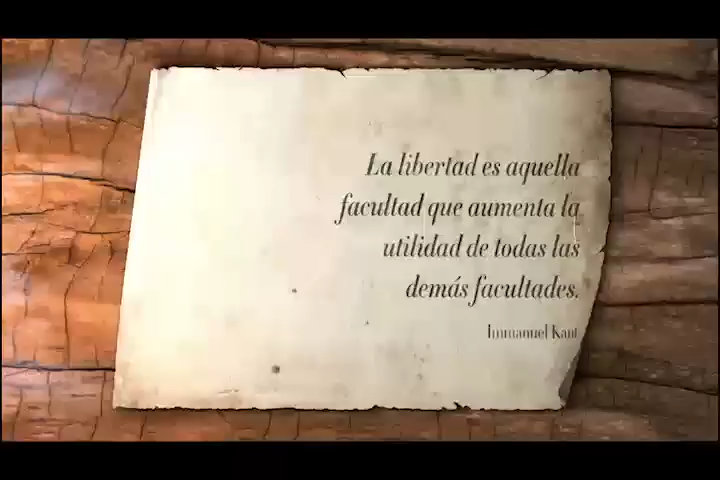 La libertad es aquella
facultad que aumenta la
utilidad de todas las
demás facultades.
Immanuel Kant